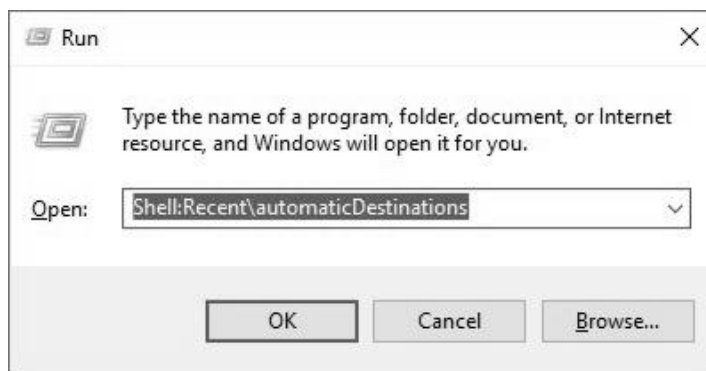 Run
Type the name of a program, folder, document, or Internet
resource, and Windows will open it for you.
Open: Shell:Recent\automaticDestinations
OK Cancel Browse...